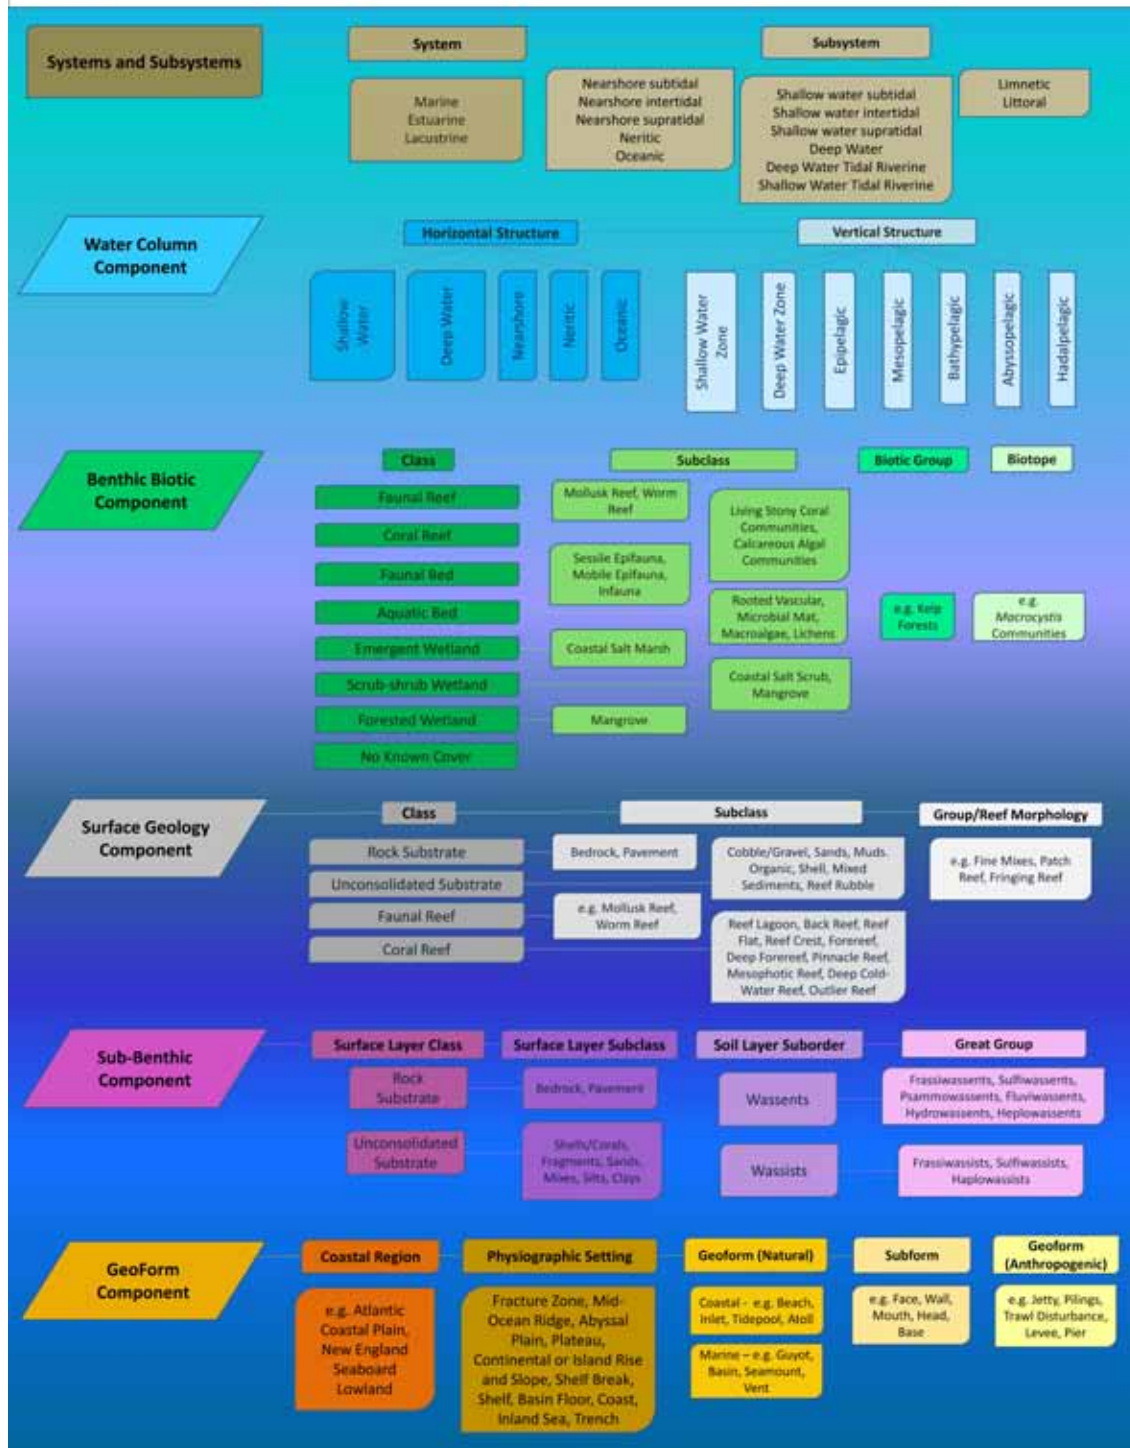 Systems and Subsystems
System
Subsystem
Marine
Estuarine
Lacustrine
Nearshore subtidal
Nearshore intertidal
Nearshore supratidal
Neritic
Oceanic
Shallow water subtidal
Shallow water intertidal
Shallow water supratidal
Deep Water
Deep Water Tidal Riverine
Shallow Water Tidal Riverine
Limnetic
Littoral
Water Column
Component
Horizontal Structure
Vertical Structure
Shallow
Water
Deep Water
Nearshore
Neritic
Oceanic
Shallow Water
Zone
Deep Water Zone
Epipelagic
Mesopelagic
Bathypelagic
Abyssopelagic
Hadalpelagic
Benthic Biotic
Component
Class
Subclass
Biotic Group
Biotope
Faunal Reef
Coral Reef
Faunal Bed
Aquatic Bed
Emergent Wetland
Scrub-shrub Wetland
Forested Wetland
No Known Cover
Mollusk Reef, Worm
Reef
Sessile Epifauna,
Mobile Epifauna,
Infauna
Coastal Salt Marsh
Mangrove
Living Stony Coral
Communities,
Calcareous Algal
Communities
Rooted Vascular,
Microbial Mat,
Macroalgae, Lichens
Coastal Salt Scrub,
Mangrove
e.g. Kelp
Forests
e.g.
Macrocystis
Communities
Surface Geology
Component
Class
Subclass
Group/Reef Morphology
Rock Substrate
Unconsolidated Substrate
Faunal Reef
Coral Reef
Bedrock, Pavement
e.g. Mollusk Reef,
Worm Reef
Cobble/Gravel, Sands, Muds.
Organic, Shell, Mixed
Sediments, Reef Rubble
Reef Lagoon, Back Reef, Reef
Flat, Reef Crest, Forereef,
Deep Forereef, Pinnacle Reef,
Mesophotic Reef, Deep Cold-
Water Reef, Outlier Reef
e.g. Fine Mixes, Patch
Reef, Fringing Reef
Sub-Benthic
Component
Surface Layer Class
Surface Layer Subclass
Soil Layer Suborder
Great Group
Rock
Substrate
Bedrock, Pavement
Wassents
Frassiwassents, Sulfiwassents,
Psammowassents, Fluviwassents,
Hydrowassents, Heplowassents
Unconsolidated
Substrate
Shells/Corals,
Fragments, Sands,
Mixes, Silts, Clays
Wassists
Frassiwassists, Sulfiwassists,
Haplowassists
GeoForm
Component
Coastal Region
Physiographic Setting
Geoform (Natural)
Subform
Geoform
(Anthropogenic)
e.g. Atlantic
Coastal Plain,
New England
Seaboard
Lowland
Fracture Zone, Mid-
Ocean Ridge, Abyssal
Plain, Plateau,
Continental or Island Rise
and Slope, Shelf Break,
Shelf, Basin Floor, Coast,
Inland Sea, Trench
Coastal - e.g. Beach,
Inlet, Tidepool, Atoll
Marine – e.g. Guyot,
Basin, Seamount,
Vent
e.g. Face, Wall,
Mouth, Head,
Base
e.g. Jetty, Pilings,
Trawl Disturbance,
Levee, Pier